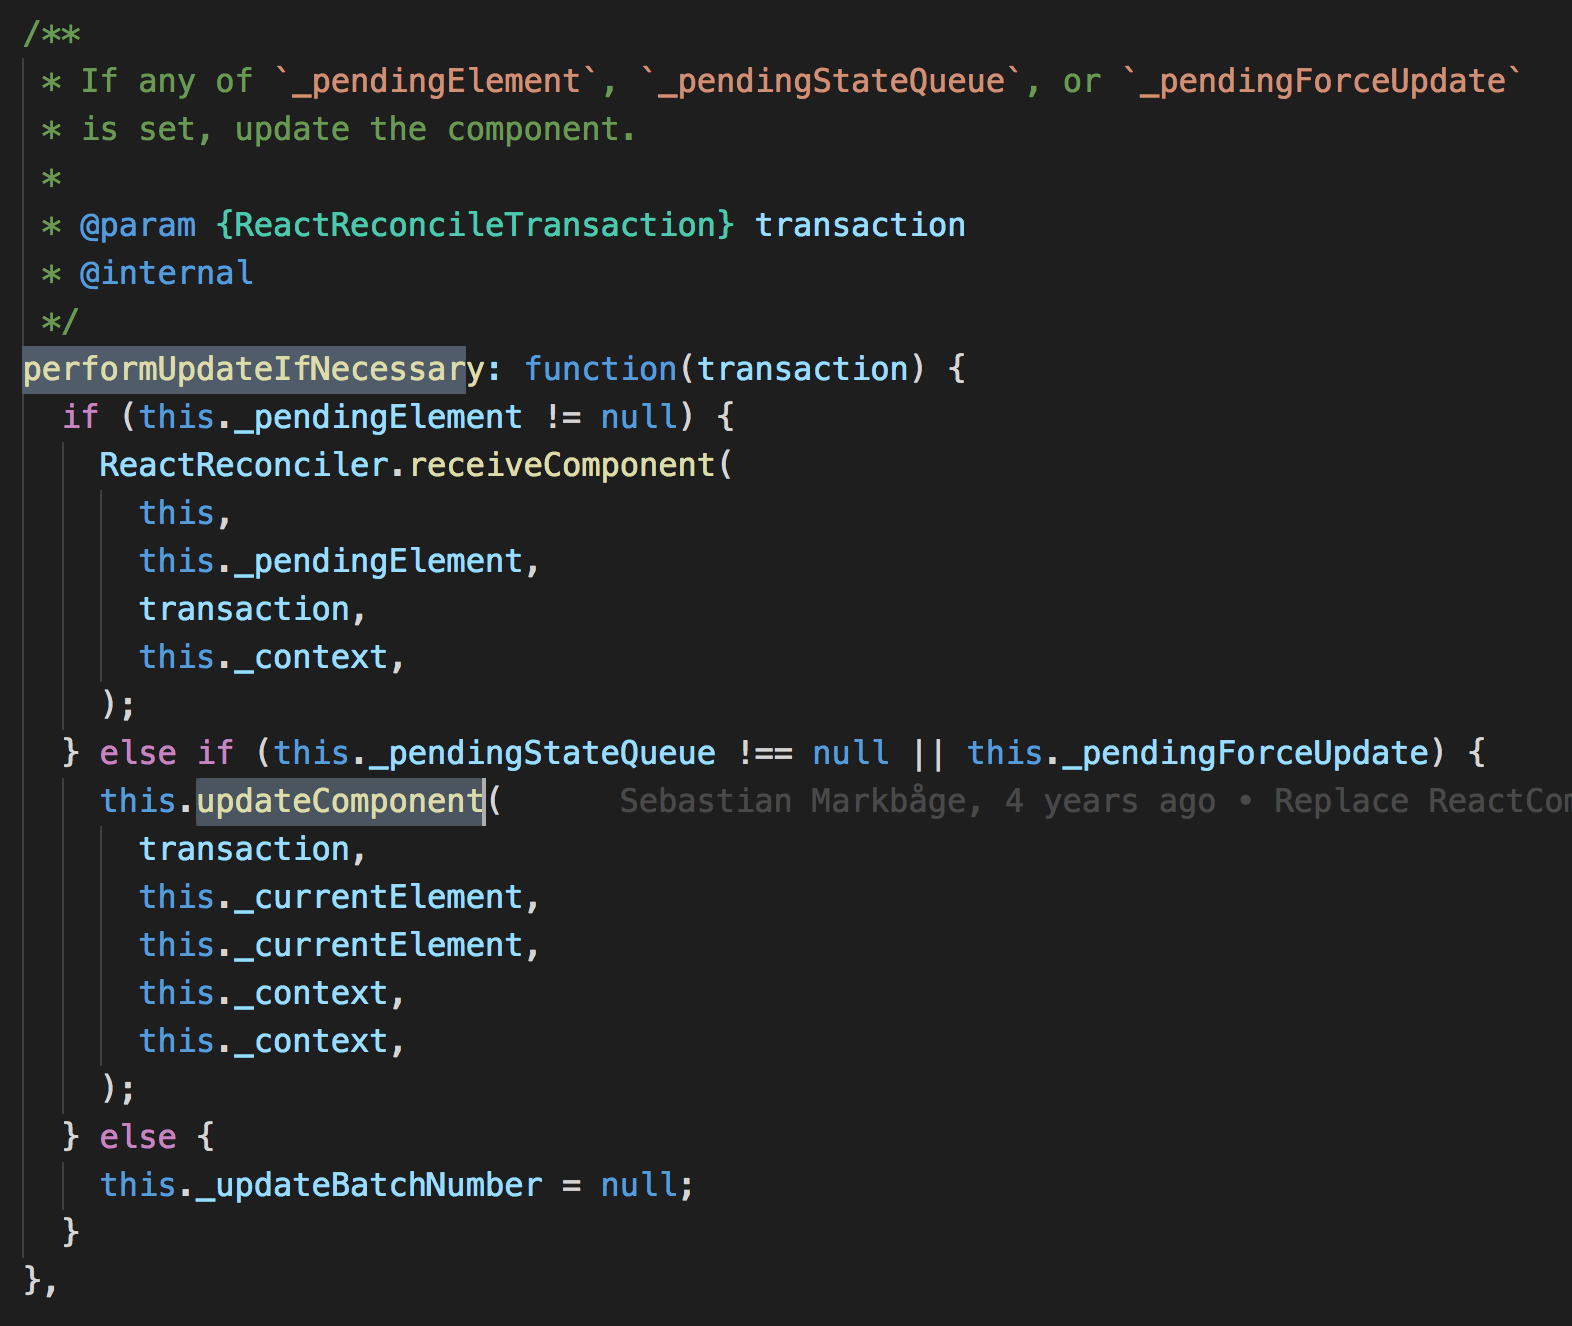 /**
 * If any of `_pendingElement`, `_pendingStateQueue`, or `_pendingForceUpdate`
 * is set, update the component.
 *
 * @param {ReactReconcileTransaction} transaction
 * @internal
 */
performUpdateIfNecessary: function(transaction) {
  if (this._pendingElement != null) {
    ReactReconciler.receiveComponent(
      this,
      this._pendingElement,
      transaction,
      this._context,
    );
  } else if (this._pendingStateQueue !== null || this._pendingForceUpdate) {
    this.updateComponent(      Sebastian Markbåge, 4 years ago • Replace
      transaction,
      this._currentElement,
      this._currentElement,
      this._context,
      this._context,
    );
  } else {
    this._updateBatchNumber = null;
  }
},